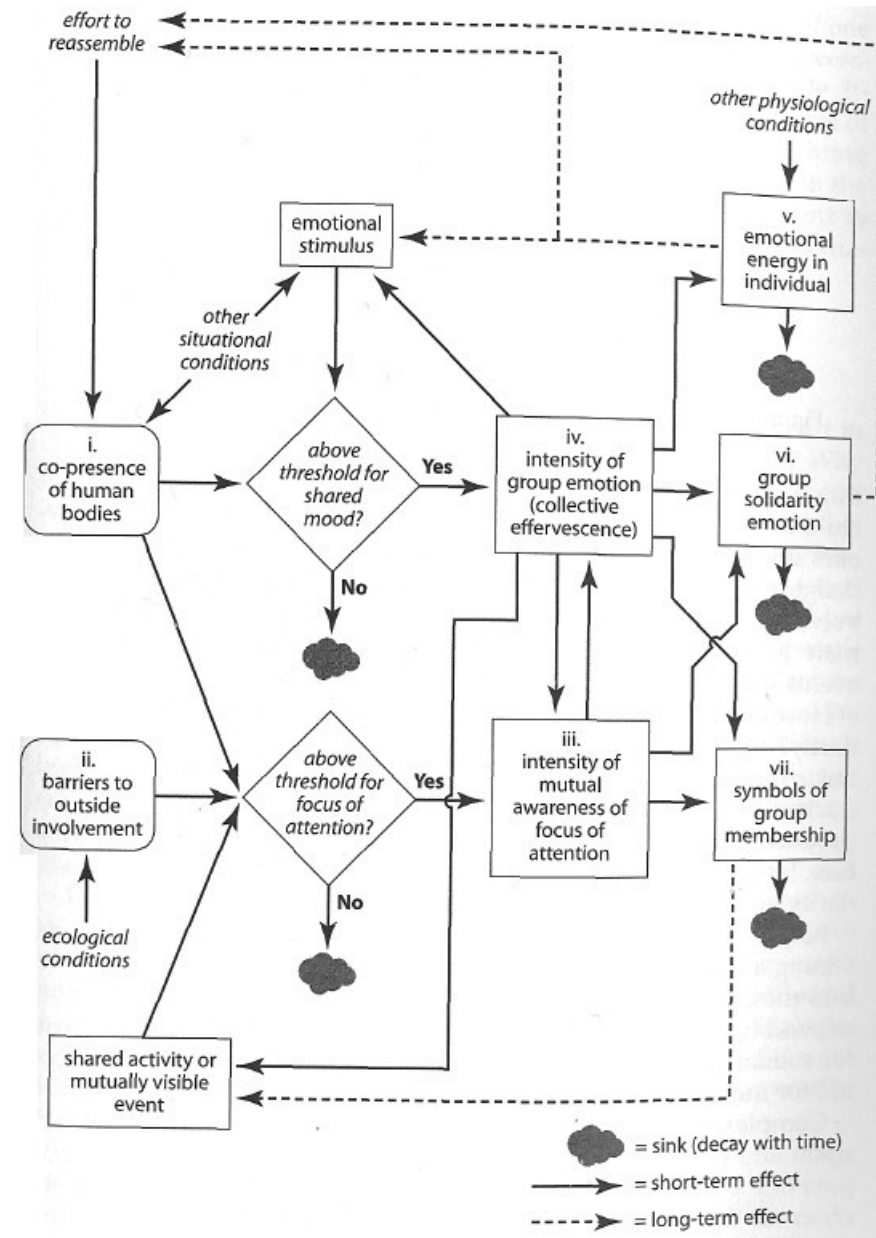 effort to
reassemble
other physiological
conditions
emotional
stimulus
v.
emotional
energy in
individual
other
situational
conditions
i.
co-presence
of human
bodies
above
threshold for
shared
mood?
Yes
iv.
intensity of
group emotion
(collective
effervescence)
vi.
group
solidarity
emotion
No
ii.
barriers to
outside
involvement
above
threshold for
focus of
attention?
Yes
iii.
intensity of
mutual
awareness of
focus of
attention
vii.
symbols of
group
membership
No
ecological
conditions
shared activity or
mutually visible
event
= sink (decay with time)
= short-term effect
= long-term effect